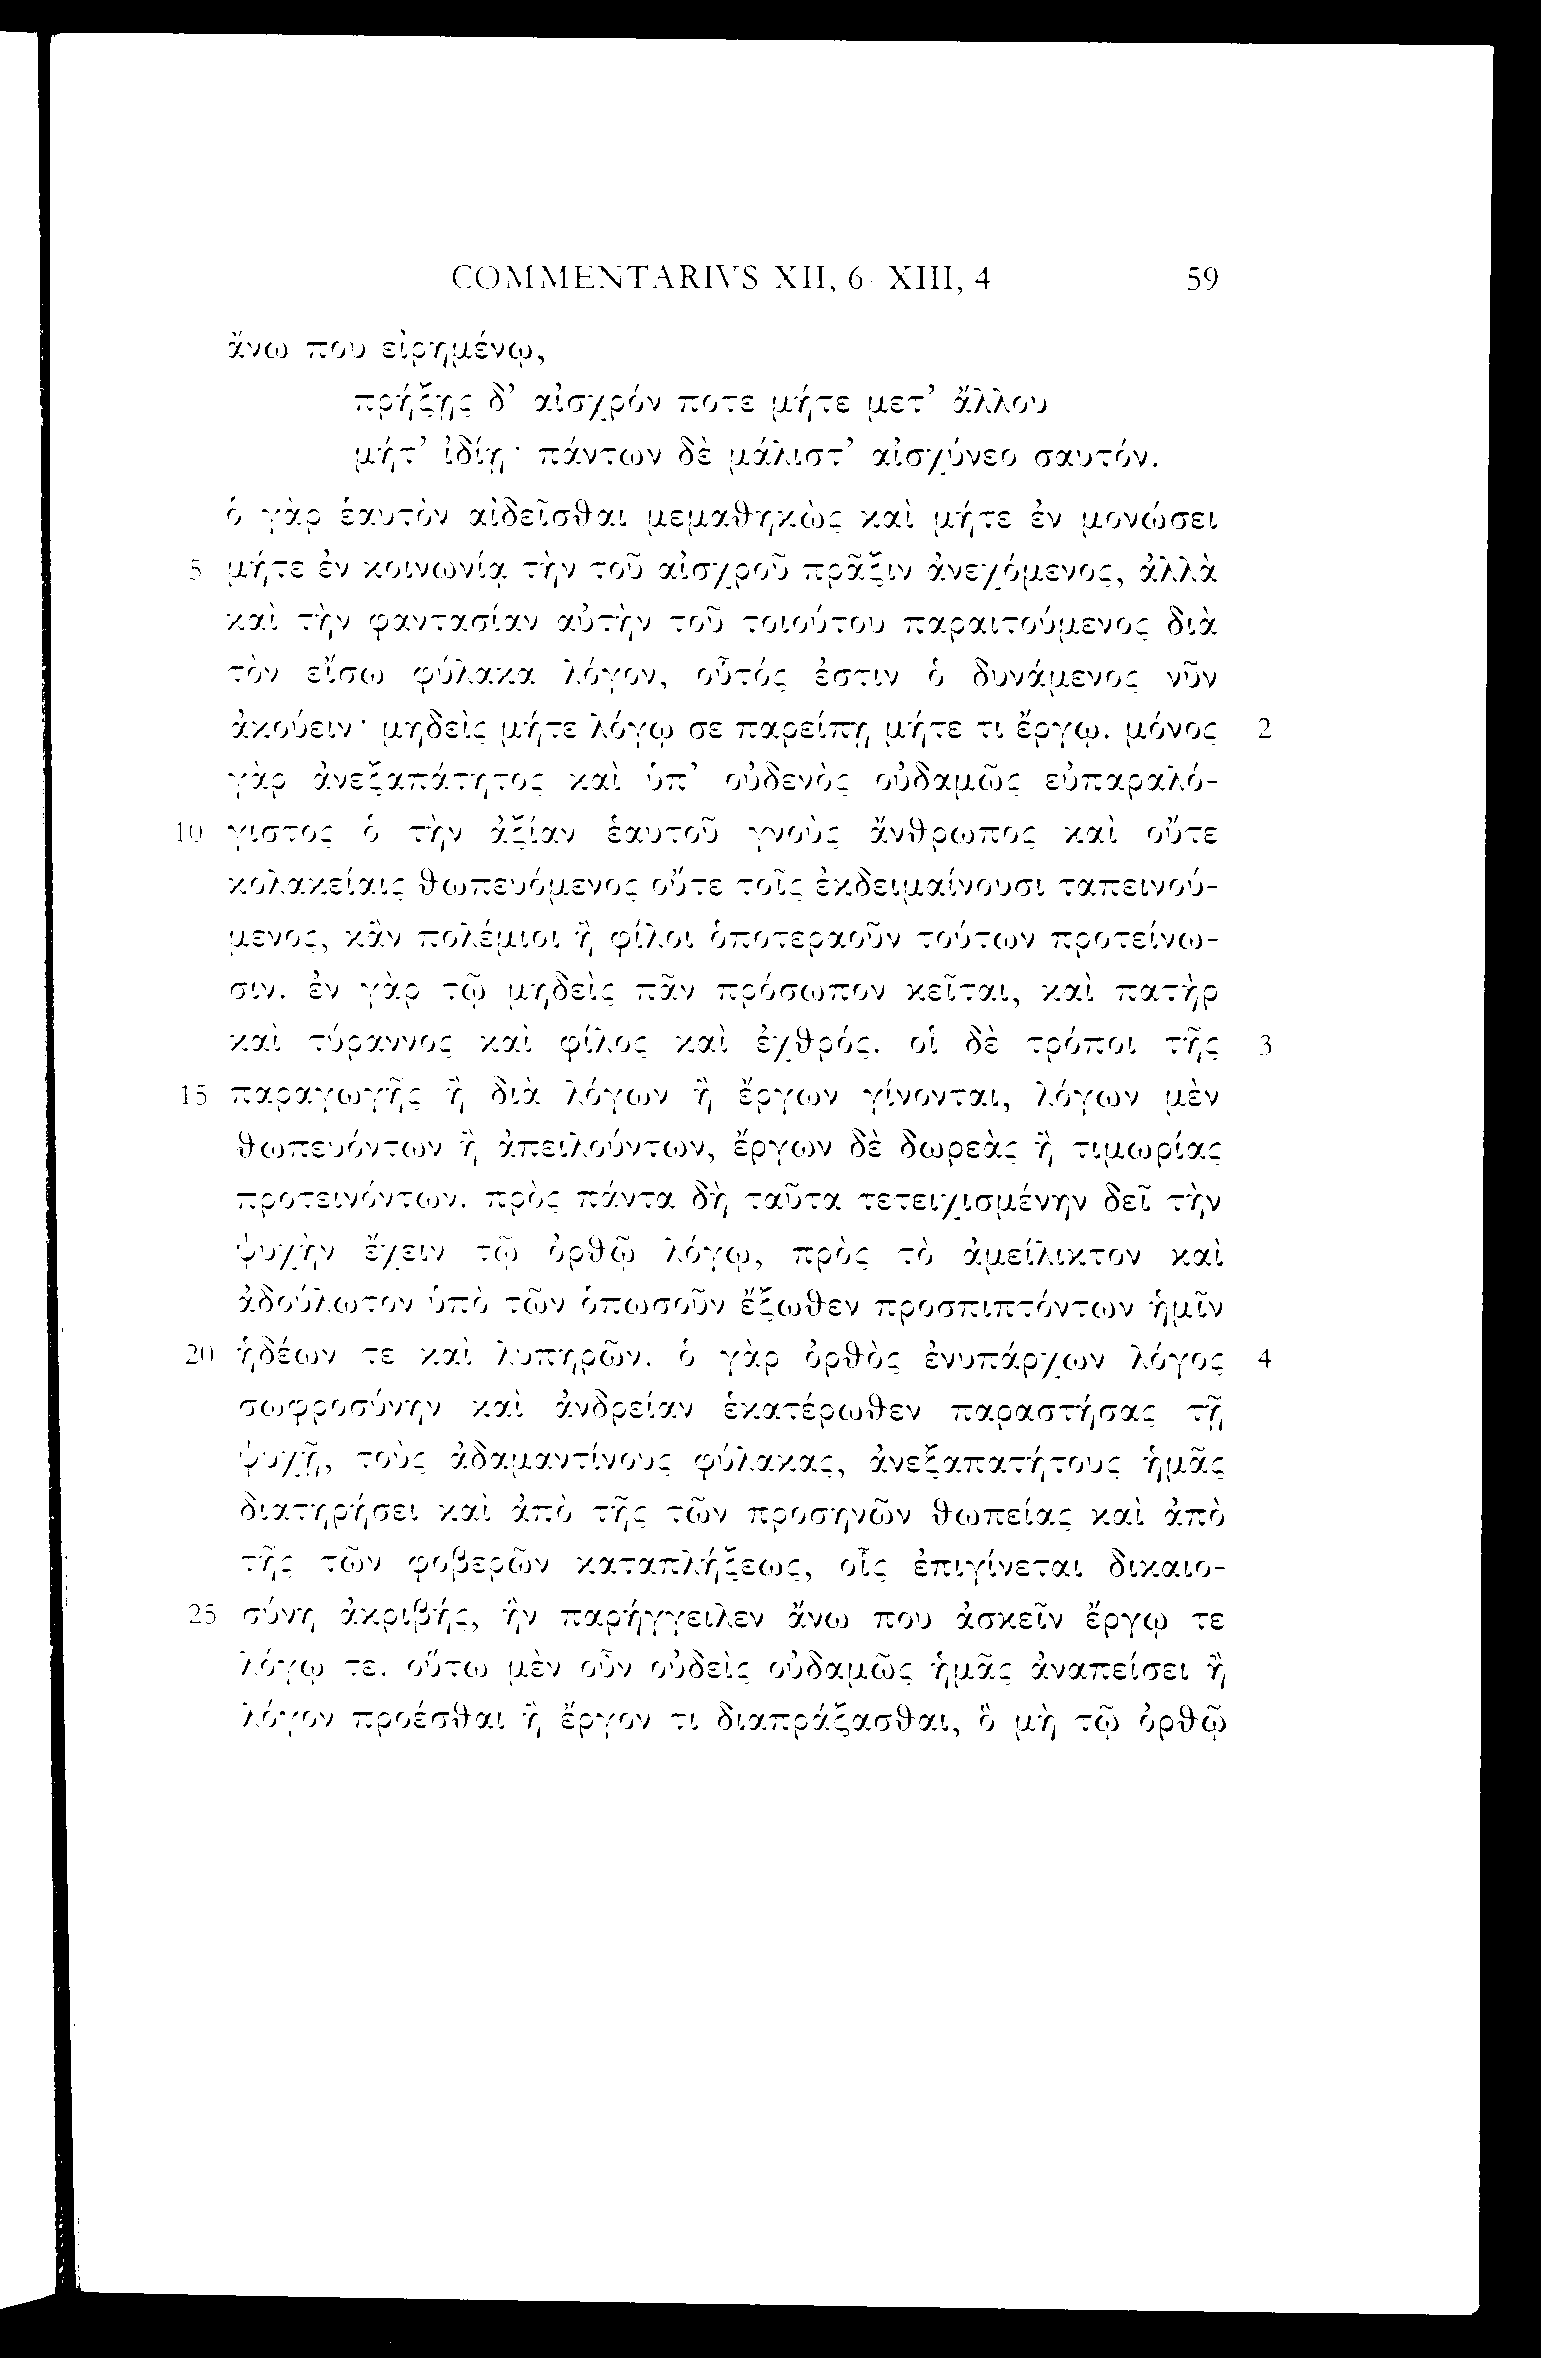 COMMENTARIVS XII, 6 - XIII, 4 59
ἄνω που εἰρημένῳ,
πρήξῃς δ’ αἰσχρόν ποτε μήτε μετ’ ἄλλου
μήτ’ ἰδίῃ· πάντων δὲ μάλιστ’ αἰσχύνεο σαυτόν.
ὁ γὰρ ἑαυτὸν αἰδεῖσθαι μεμαθηκὼς καὶ μήτε ἐν μονώσει
5 μήτε ἐν κοινωνίᾳ τὴν τοῦ αἰσχροῦ πρᾶξιν ἀνεχόμενος, ἀλλὰ
καὶ τὴν φαντασίαν αὐτὴν τοῦ τοιούτου παραιτούμενος διὰ
τὸν εἴσω φύλακα λόγον, οὗτός ἐστιν ὁ δυνάμενος νῦν
ἀκούειν· μηδεὶς μήτε λόγῳ σε παρείπῃ μήτε τι ἔργῳ. μόνος 2
γὰρ ἀνεξαπάτητος καὶ ὑπ’ οὐδενὸς οὐδαμῶς εὐπαραλό-
10 γιστος ὁ τὴν ἀξίαν ἑαυτοῦ γνοὺς ἄνθρωπος καὶ οὔτε
κολακείαις θωπευόμενος οὔτε τοῖς ἐκδειμαίνουσι ταπεινού-
μενος, κἂν πολέμιοι ἢ φίλοι ὁποτεραοῦν τούτων προτείνω-
σιν. ἐν γὰρ τῷ μηδεὶς πᾶν πρόσωπον κεῖται, καὶ πατὴρ
καὶ τύραννος καὶ φίλος καὶ ἐχθρός. οἱ δὲ τρόποι τῆς 3
15 παραγωγῆς ἢ διὰ λόγων ἢ ἔργων γίνονται, λόγων μὲν
θωπευόντων ἢ ἀπειλούντων, ἔργων δὲ δωρεὰς ἢ τιμωρίας
προτεινόντων. πρὸς πάντα δὴ ταῦτα τετειχισμένην δεῖ τὴν
ψυχὴν ἔχειν τῷ ὀρθῷ λόγῳ, πρὸς τὸ ἀμείλικτον καὶ
ἀδούλωτον ὑπὸ τῶν ὁπωσοῦν ἔξωθεν προσπιπτόντων ἡμῖν
20 ἡδέων τε καὶ λυπηρῶν. ὁ γὰρ ὀρθὸς ἐνυπάρχων λόγος 4
σωφροσύνην καὶ ἀνδρείαν ἑκατέρωθεν παραστήσας τῇ
ψυχῇ, τοὺς ἀδαμαντίνους φύλακας, ἀνεξαπατήτους ἡμᾶς
διατηρήσει καὶ ἀπὸ τῆς τῶν προσηνῶν θωπείας καὶ ἀπὸ
τῆς τῶν φοβερῶν καταπλήξεως, οἷς ἐπιγίνεται δικαιο-
25 σύνη ἀκριβής, ἣν παρήγγειλεν ἄνω που ἀσκεῖν ἔργῳ τε
λόγῳ τε. οὕτω μὲν οὖν οὐδεὶς οὐδαμῶς ἡμᾶς ἀναπείσει ἢ
λόγον προέσθαι ἢ ἔργον τι διαπράξασθαι, ὃ μὴ τῷ ὀρθῷ